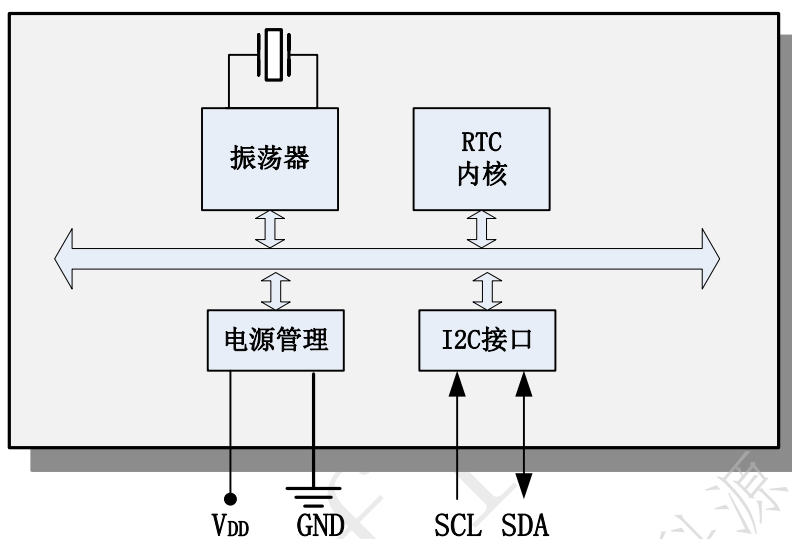 振荡器
RTC
内核
电源管理
I2C接口
VDD
GND
SCL
SDA